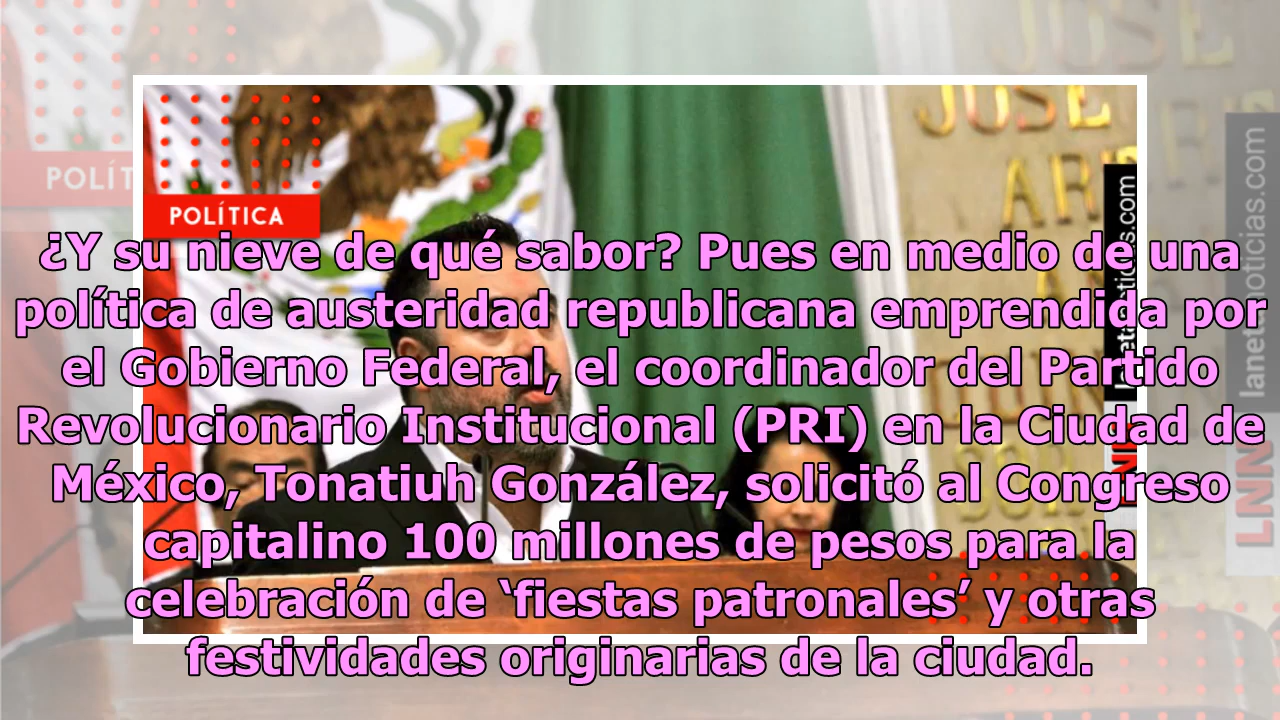 POLÍTICA
¿Y su nieve de qué sabor? Pues en medio de una
política de austeridad republicana emprendida por
el Gobierno Federal, el coordinador del Partido
Revolucionario Institucional (PRI) en la Ciudad de
México, Tonatiuh González, solicitó al Congreso
capitalino 100 millones de pesos para la
celebración de ‘fiestas patronales’ y otras
festividades originarias de la ciudad.
JOSE
lanetanoticias.com
LNN